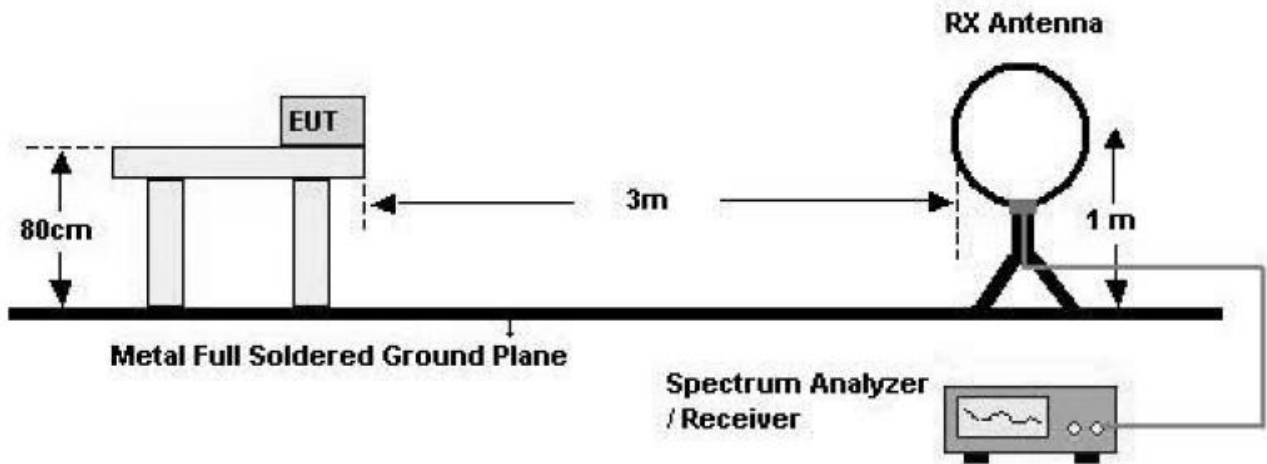 RX Antenna
EUT
80cm
3m
1 m
Metal Full Soldered Ground Plane
Spectrum Analyzer
/ Receiver